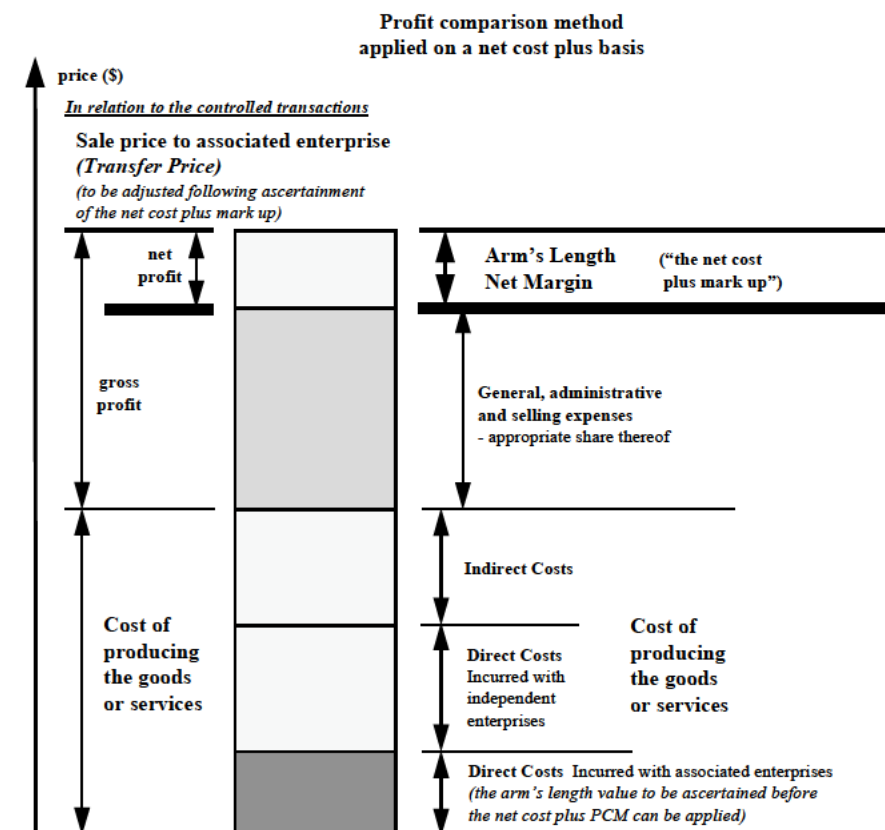 Profit comparison method
applied on a net cost plus basis
price ($)
In relation to the controlled transactions
Sale price to associated enterprise
(Transfer Price)
(to be adjusted following ascertainment
of the net cost plus mark up)
net
profit
Arm's Length
Net Margin
("the net cost
plus mark up")
gross
profit
General, administrative
and selling expenses
- appropriate share thereof
Indirect Costs
Cost of
producing
the goods
or services
Direct Costs
Incurred with
independent
enterprises
Cost of
producing
the goods
or services
Direct Costs Incurred with associated enterprises
(the arm's length value to be ascertained before
the net cost plus PCM can be applied)